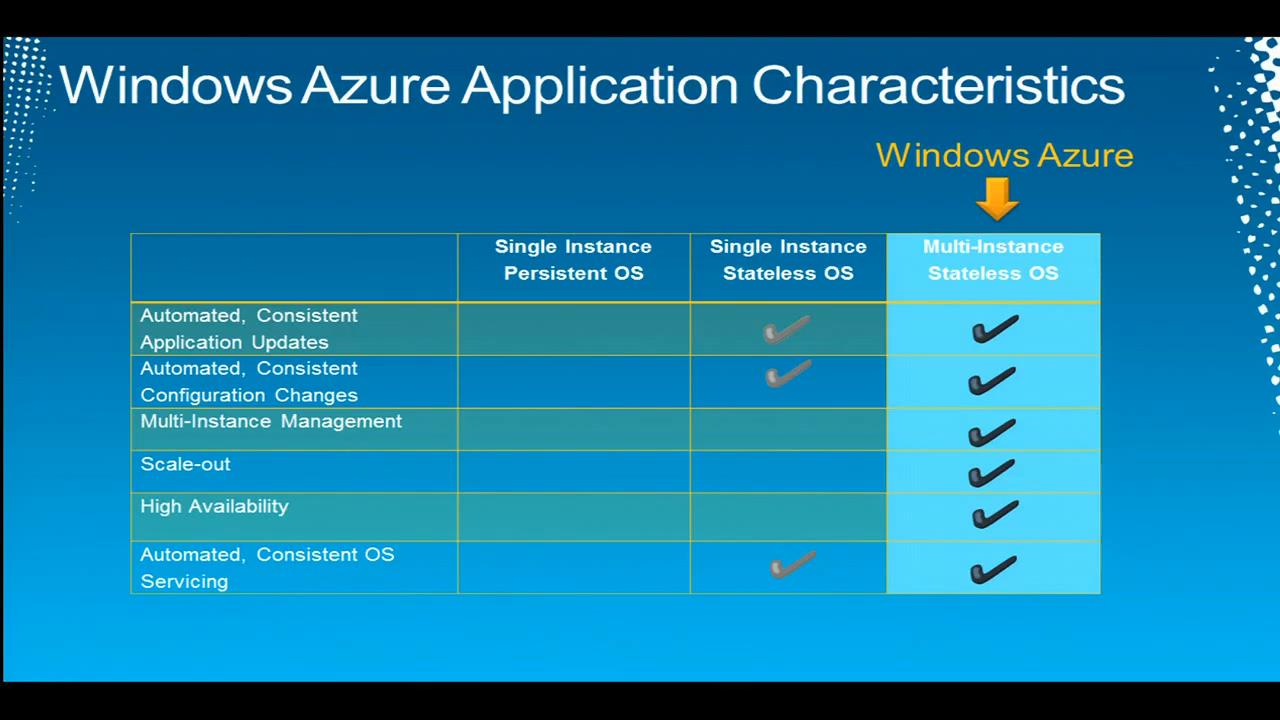 Windows Azure Application Characteristics
Windows Azure
Single Instance
Persistent OS
Single Instance
Stateless OS
Multi-Instance
Stateless OS
Automated, Consistent
Application Updates
Automated, Consistent
Configuration Changes
Multi-Instance Management
Scale-out
High Availability
Automated, Consistent OS
Servicing